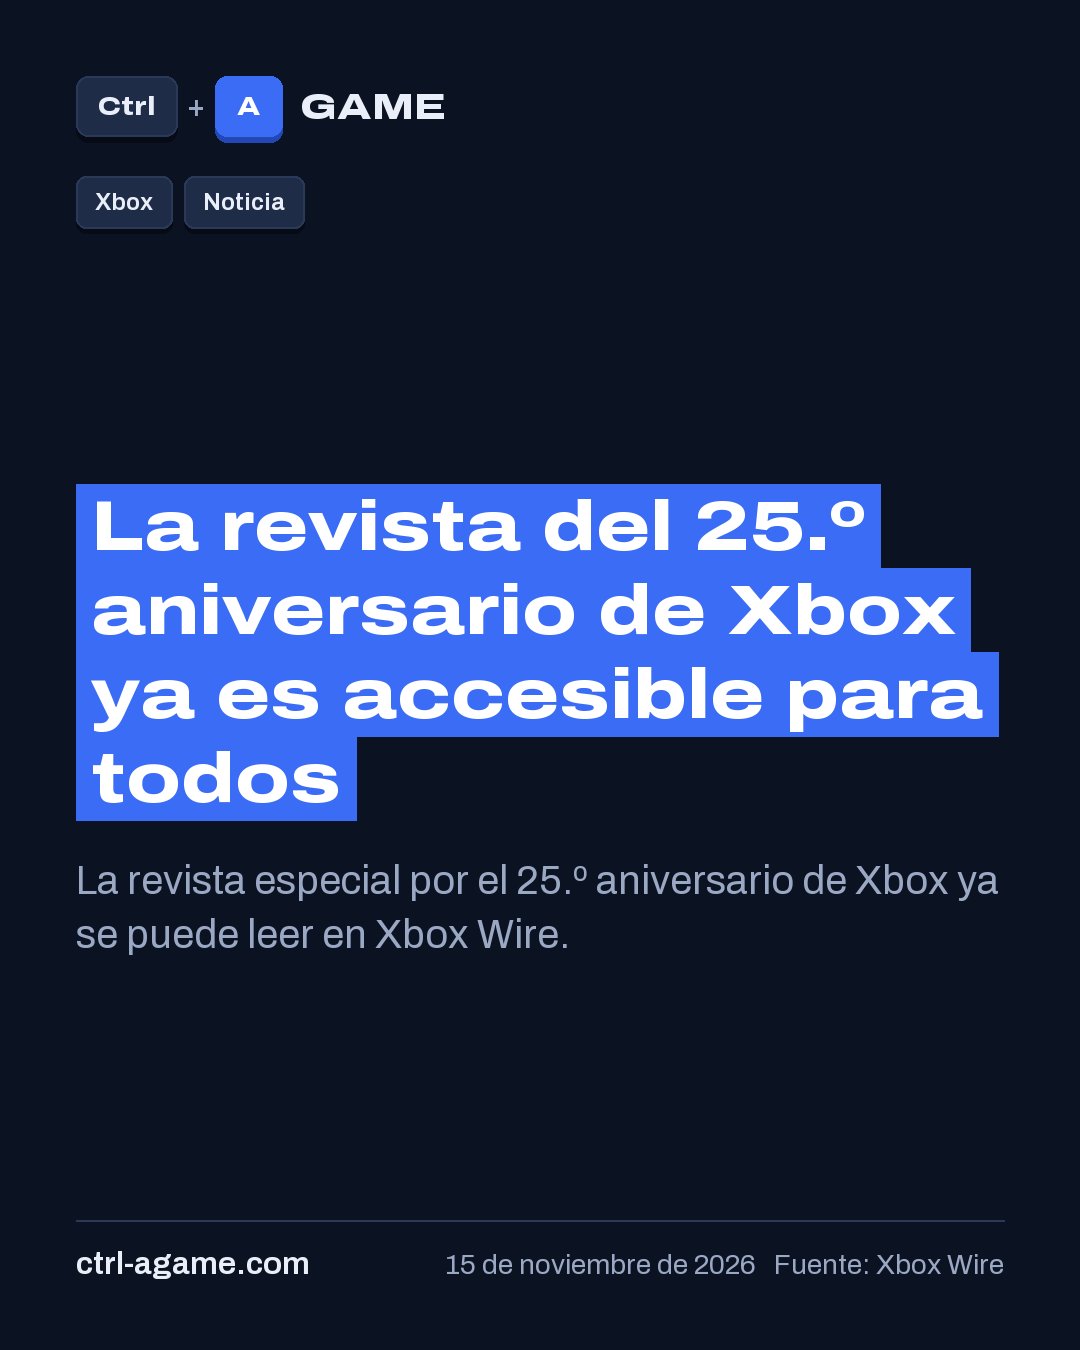 Ctrl + A GAME
Xbox Noticia
La revista del 25.º
aniversario de Xbox
ya es accesible para
todos
La revista especial por el 25.º aniversario de Xbox ya
se puede leer en Xbox Wire.
ctrl-agame.com 15 de noviembre de 2026 Fuente: Xbox Wire